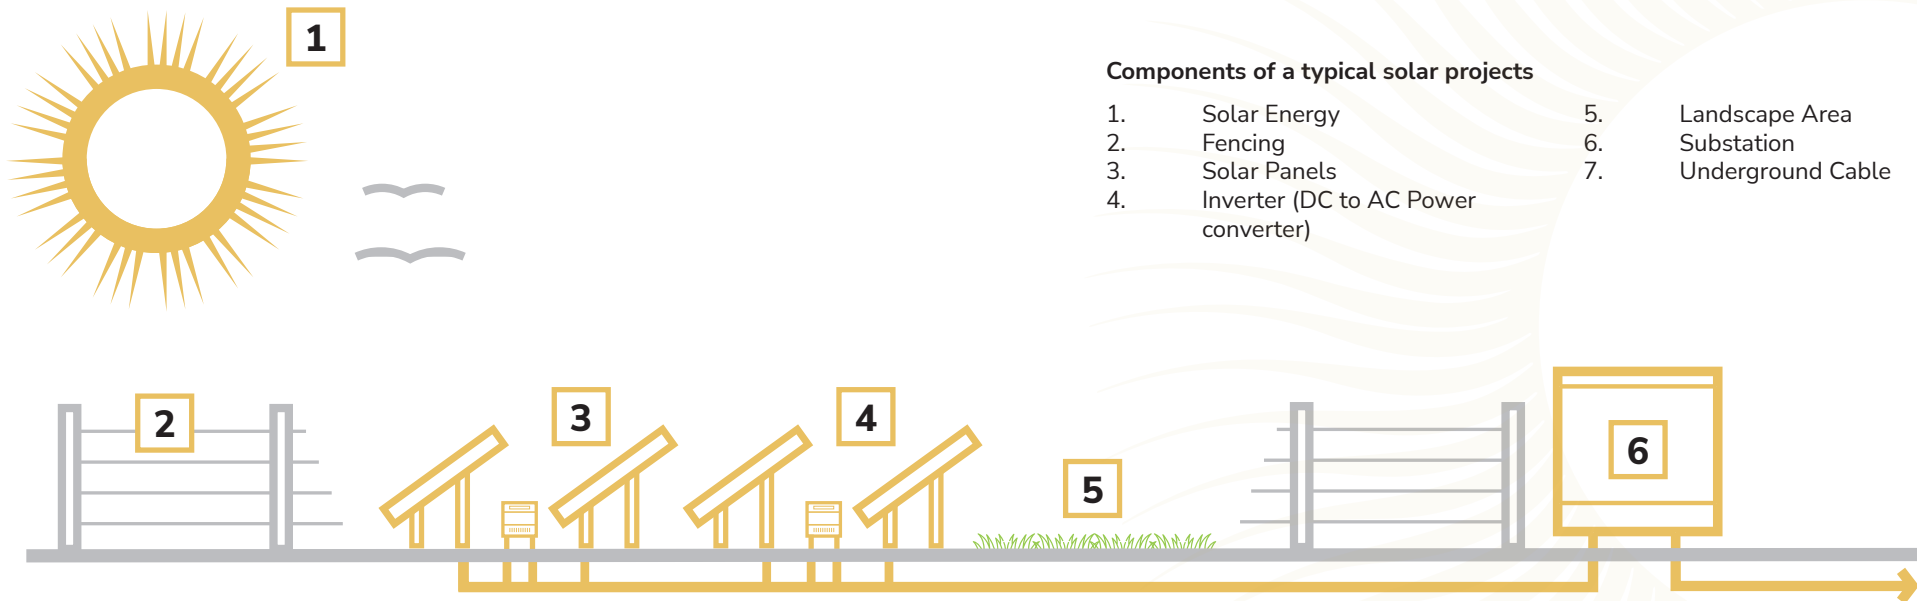 1
Components of a typical solar projects
1. Solar Energy
2. Fencing
3. Solar Panels
4. Inverter (DC to AC Power
converter)
5. Landscape Area
6. Substation
7. Underground Cable
2
3
4
5
6